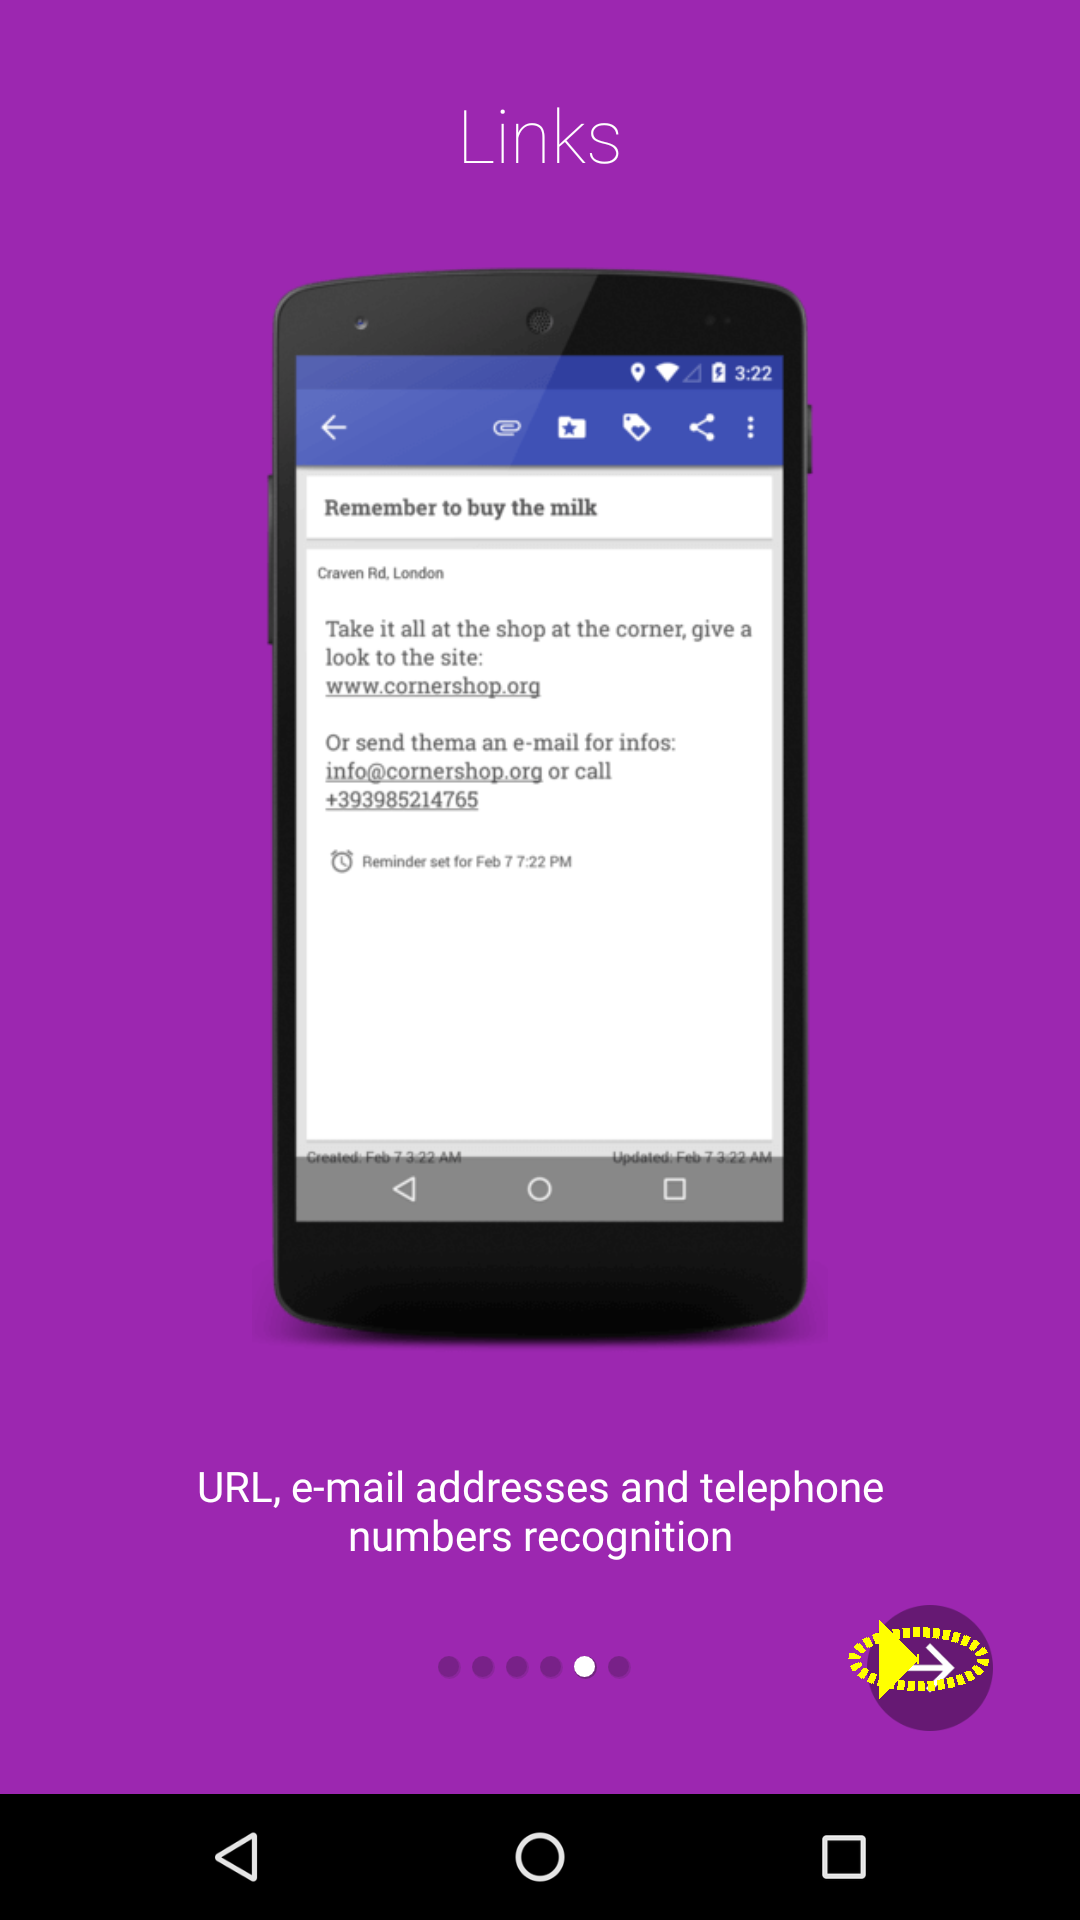 Links
3:22
Remember to buy the milk
Craven Rd, London
Take it all at the shop at the corner, give a
look to the site:
www.cornershop.org
Or send thema an e-mail for infos:
info@cornershop.org or call
+393985214765
Reminder set for Feb 7 7:22 PM
Created: Feb 7 3:22 AM
Updated: Feb 7 3:22 AM
URL, e-mail addresses and telephone
numbers recognition